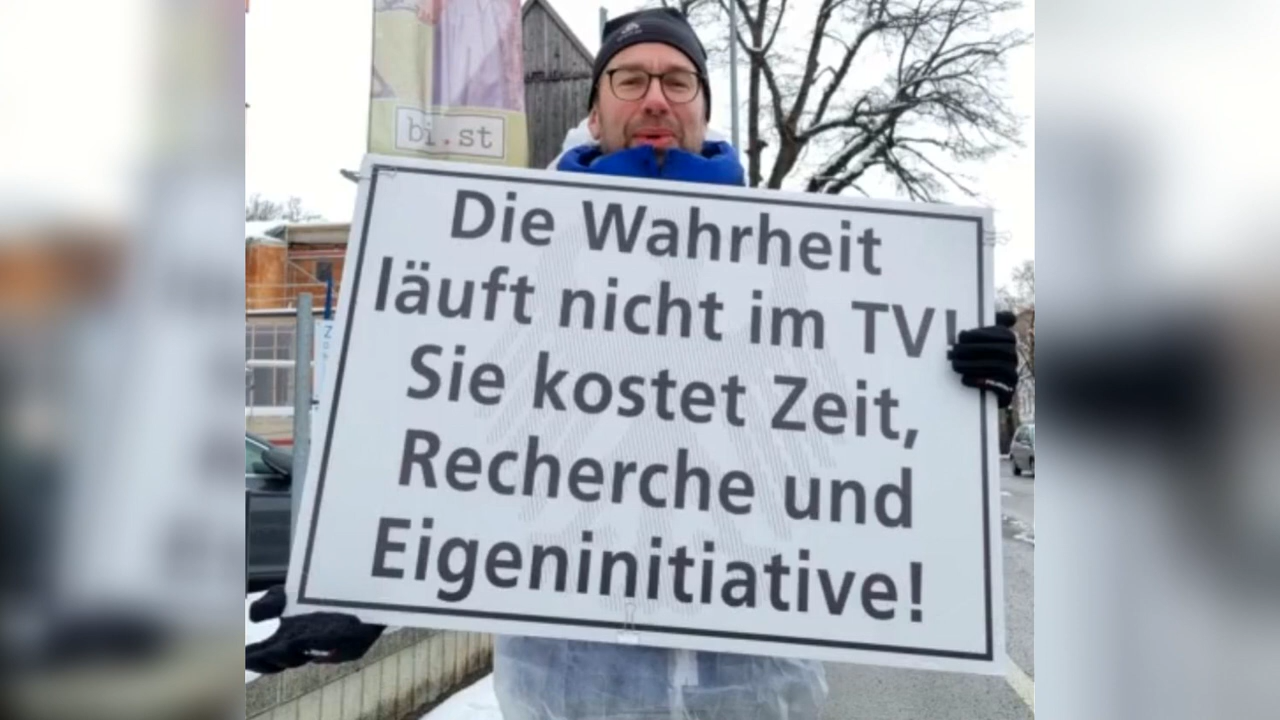 bi.st
Die Wahrheit
läuft nicht im TV!
Sie kostet Zeit,
Recherche und
Eigeninitiative!